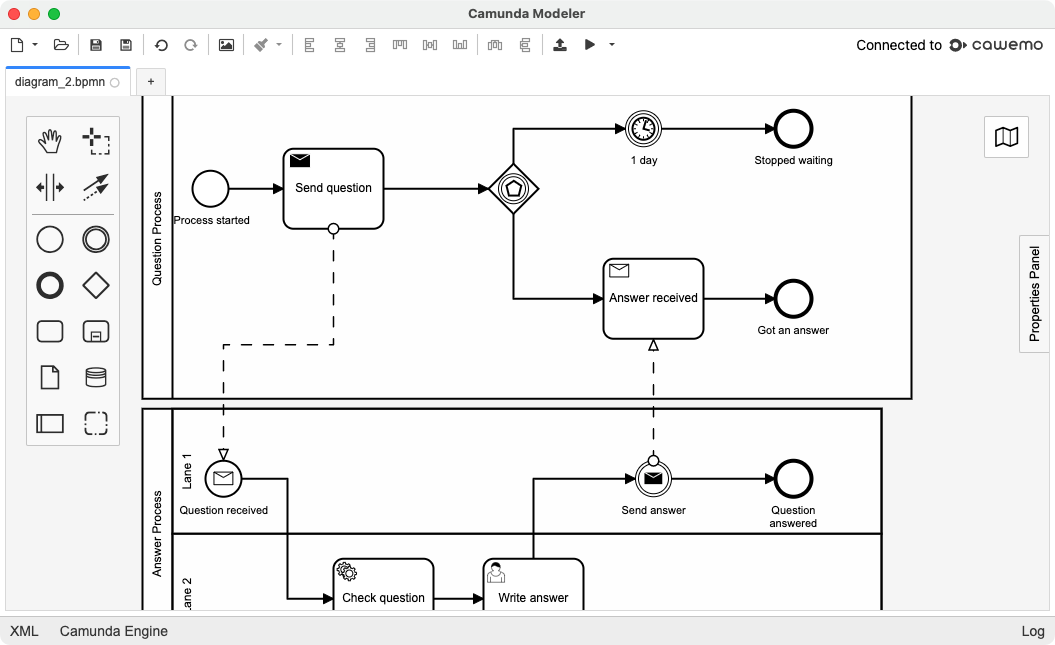 Camunda Modeler
Connected to cawemo
diagram_2.bpmn
+
1 day
Stopped waiting
Send question
Process started
Question Process
Answer received
Got an answer
Properties Panel
Lane 1
Question received
Send answer
Question
answered
Answer Process
Lane 2
Check question
Write answer
XML
Camunda Engine
Log